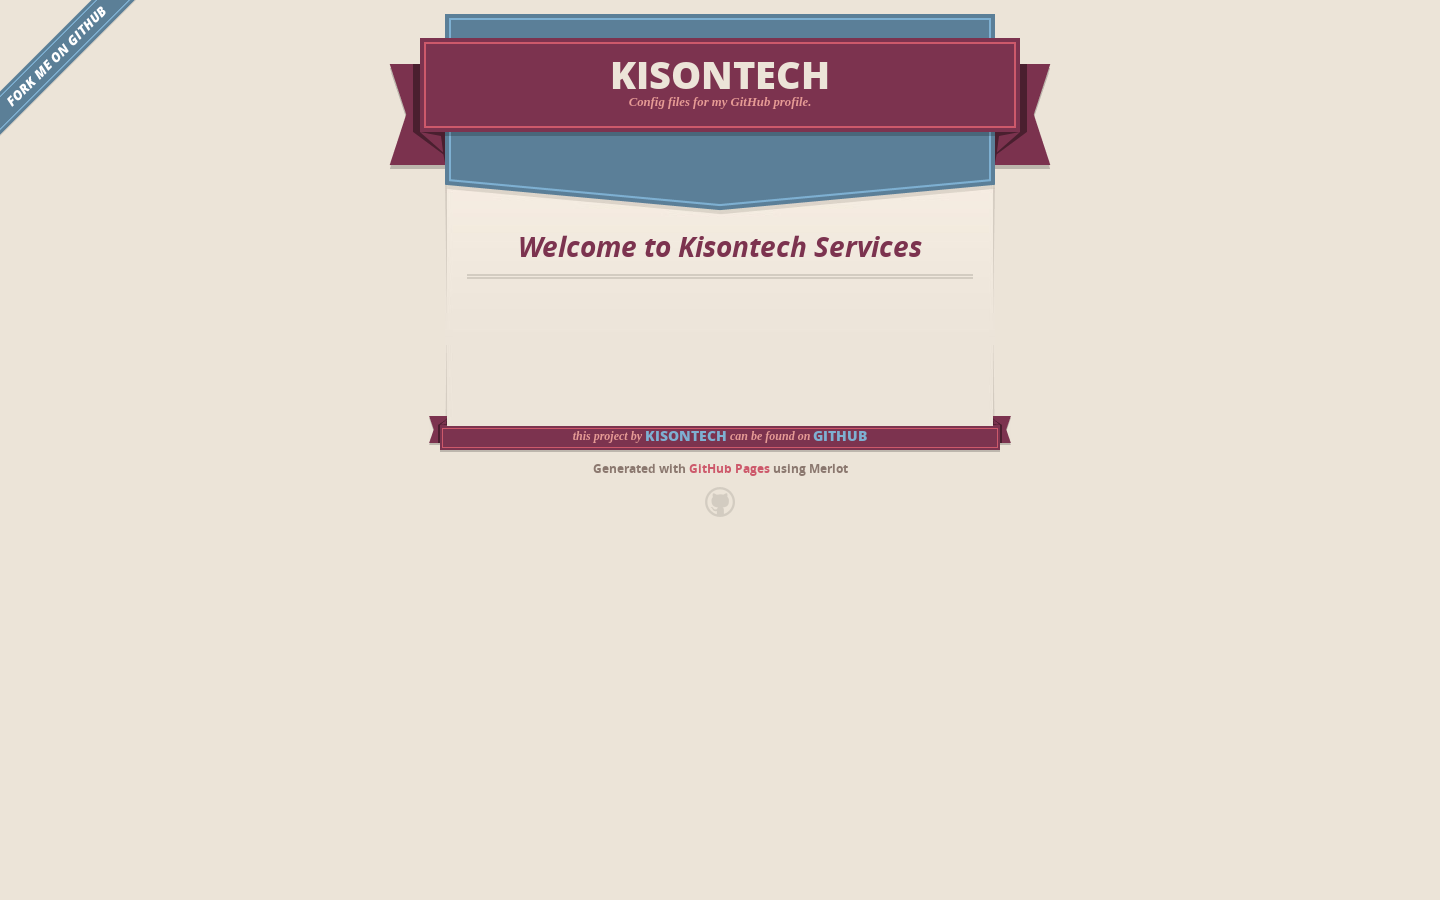 FORK ME ON GITHUB
KISONTECH
Config files for my GitHub profile.
Welcome to Kisontech Services
this project by KISONTECH can be found on GITHUB
Generated with GitHub Pages using Merlot